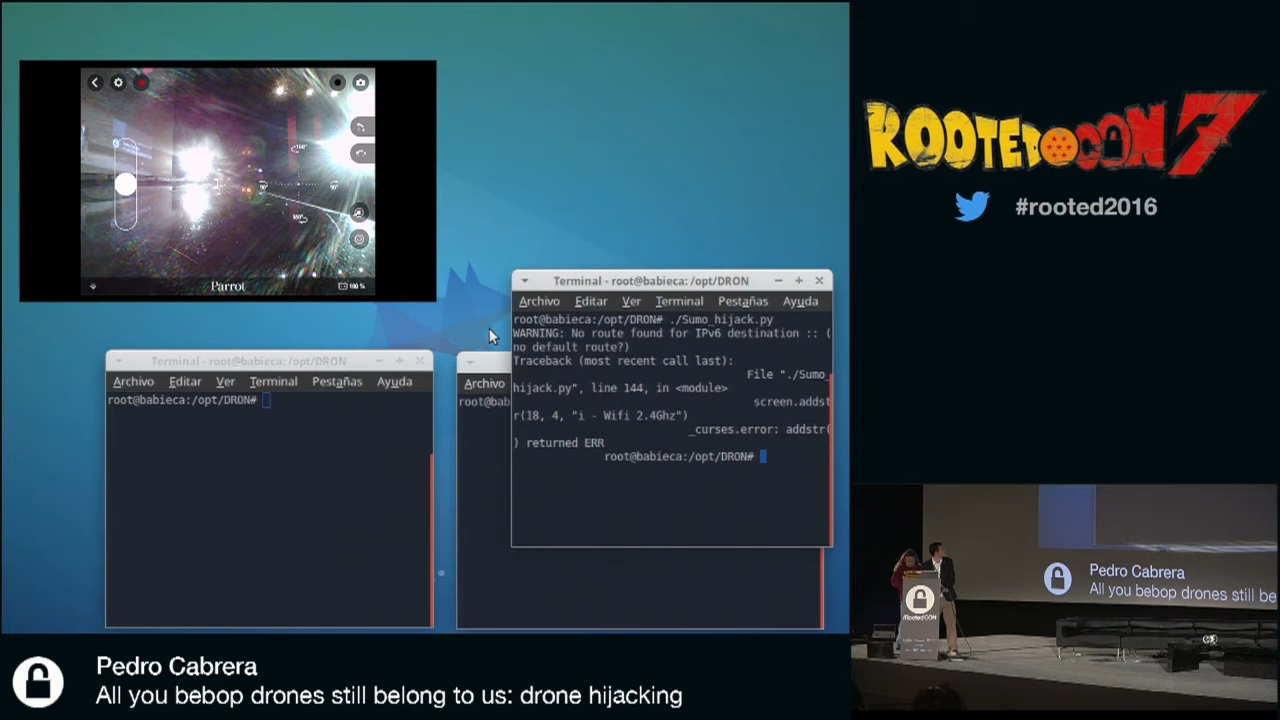 Parrot
100 %
Terminal - root@babieca: /opt/DRON
Archivo Editar Ver Terminal Pestañas Ayuda
root@babieca:/opt/DRON#
Archivo
root@bab
Terminal - root@babieca: /opt/DRON
Archivo Editar Ver Terminal Pestañas Ayuda
root@babieca:/opt/DRON# ./Sumo_hijack.py
WARNING: No route found for IPv6 destination :: (
no default route?)
Traceback (most recent call last):
File "./Sumo_
hijack.py", line 144, in <module>
screen.addst
r(18, 4, "i - Wifi 2.4Ghz")
_curses.error: addstr(
) returned ERR
root@babieca:/opt/DRON#
ROOTEDCON 7
#rooted2016
Pedro Cabrera
All you bebop drones still be
RootedCON
Pedro Cabrera
All you bebop drones still belong to us: drone hijacking